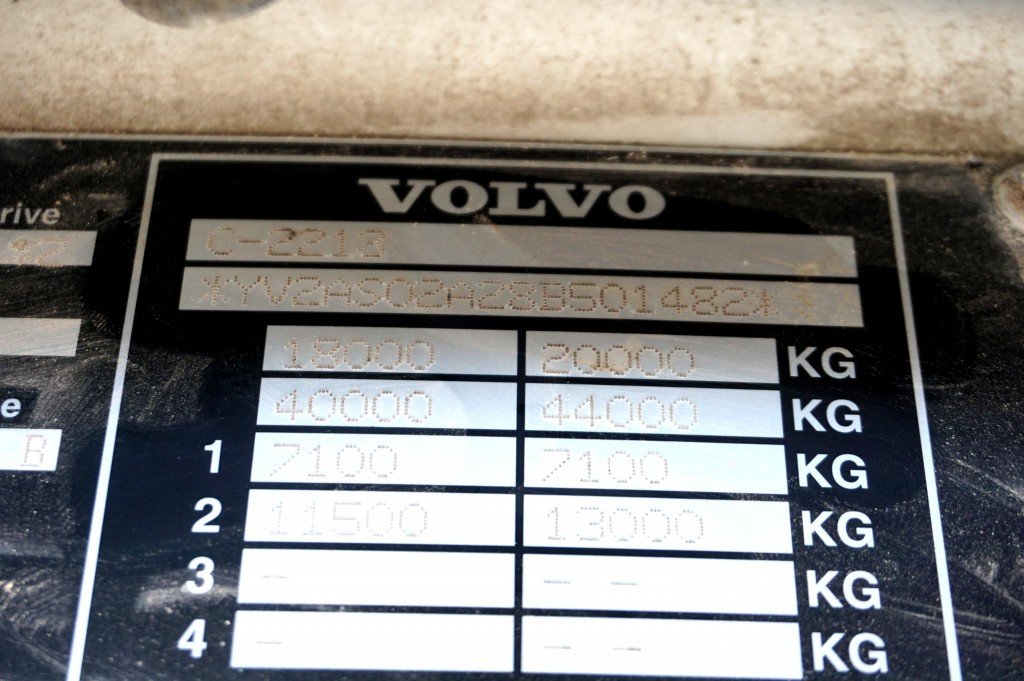 VOLVO
rive
C-2218
*YV2ASO2A28B501482*
18000 20000 KG
40000 44000 KG
e
R
1 7100 7100 KG
2 11500 13000 KG
3 -- -- -- KG
4 -- -- -- KG